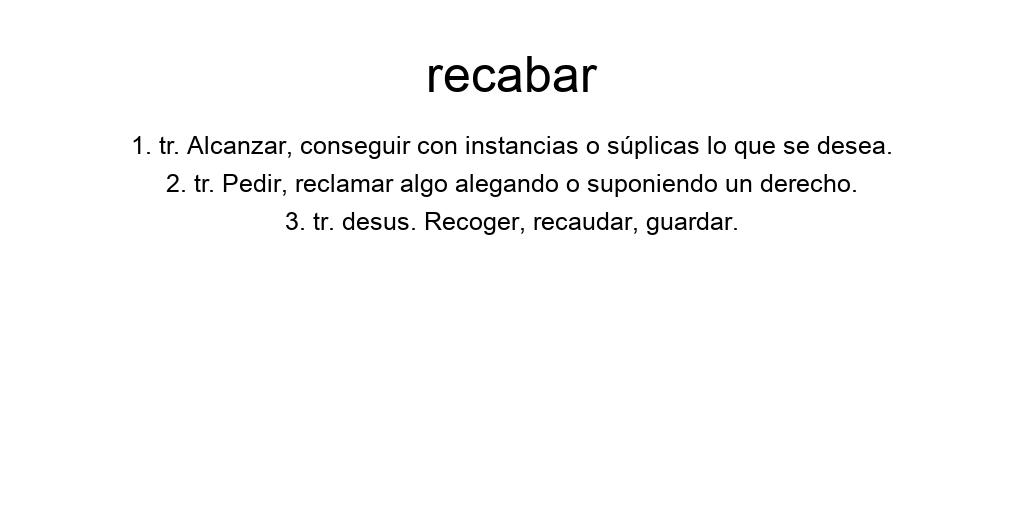 recabar
1. tr. Alcanzar, conseguir con instancias o súplicas lo que se desea.
2. tr. Pedir, reclamar algo alegando o suponiendo un derecho.
3. tr. desus. Recoger, recaudar, guardar.